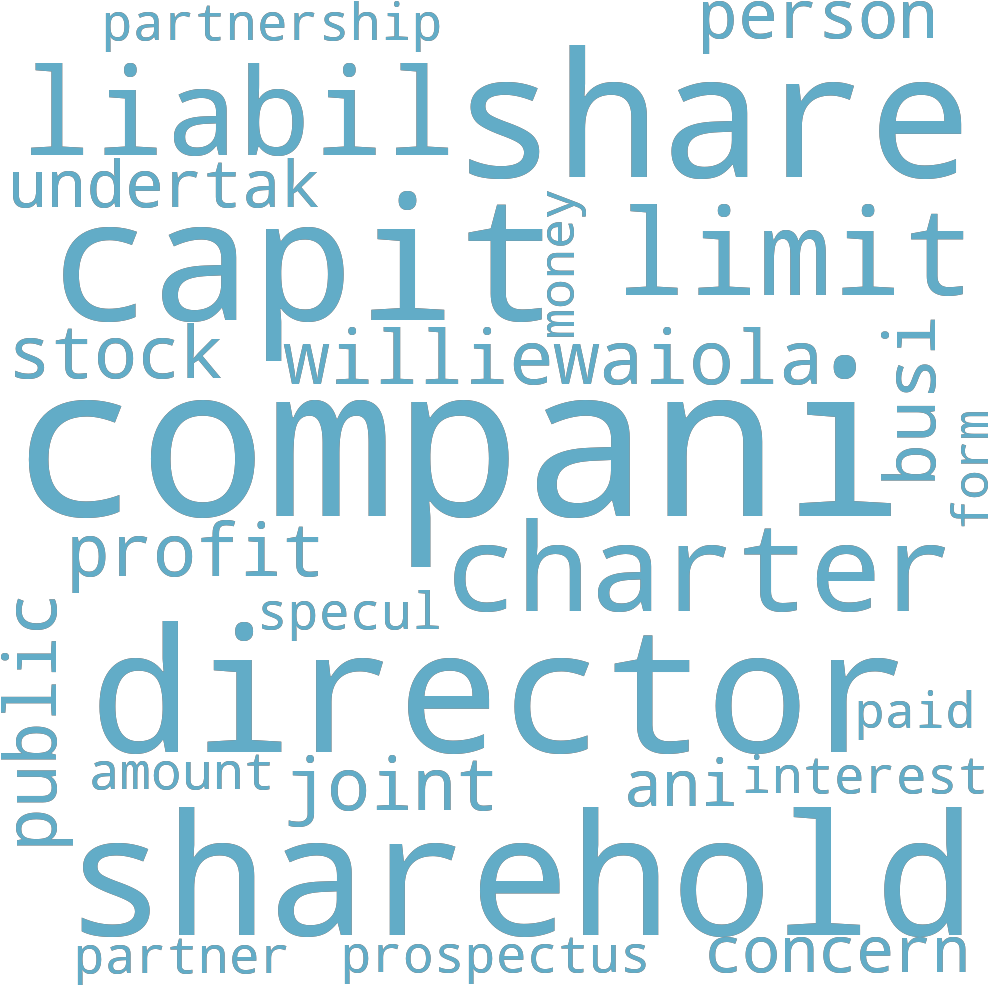 partnership
person
liabil
share
undertak
capit
money
limit
stock
williewaiola
busi
compani
form
profit
charter
specul
public
director
paid
amount
joint
ani
interest
sharehold
partner
prospectus
concern